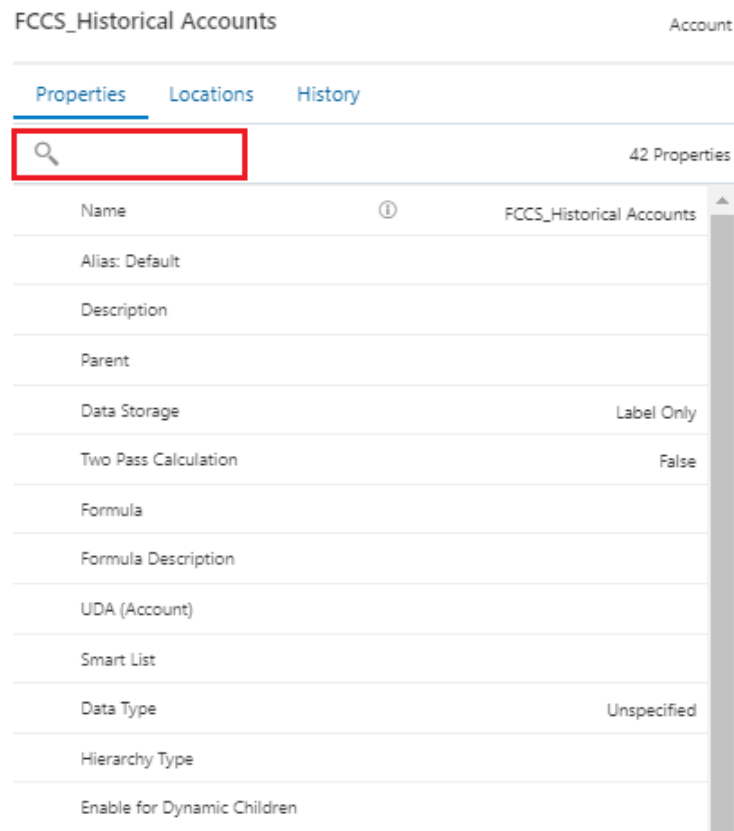 FCCS_Historical Accounts Account
Properties Locations History
42 Properties
Name FCCS_Historical Accounts
Alias: Default
Description
Parent
Data Storage Label Only
Two Pass Calculation False
Formula
Formula Description
UDA (Account)
Smart List
Data Type Unspecified
Hierarchy Type
Enable for Dynamic Children